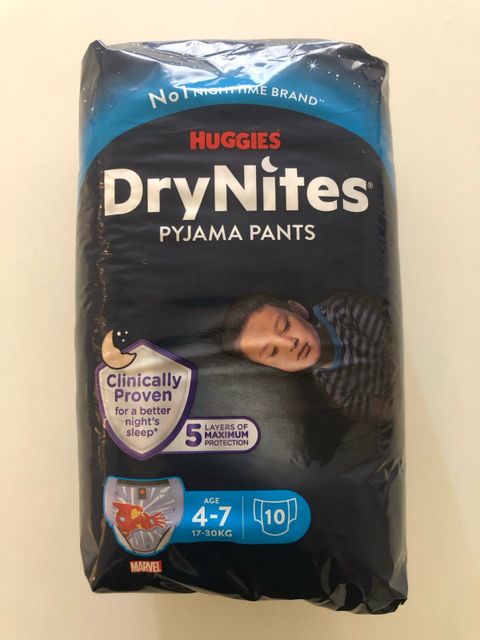 No1 NIGHTTIME BRAND**
HUGGIES
DryNites®
PYJAMA PANTS
Clinically
Proven
for a better
night's
sleep*
5 LAYERS OF
MAXIMUM
PROTECTION
AGE
4-7
17-30KG
10
MARVEL